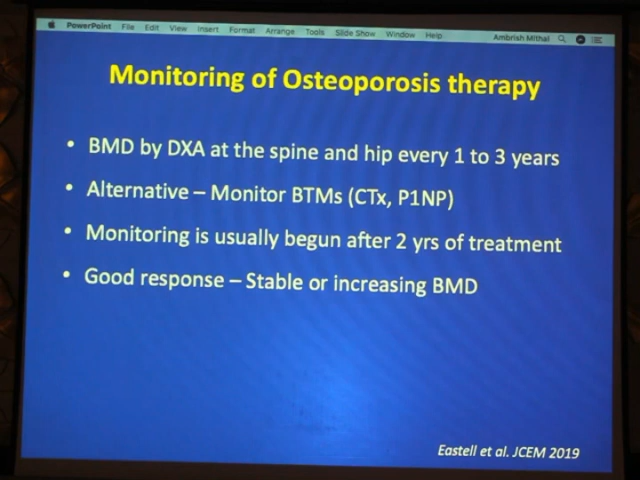 PowerPoint File Edit View Insert Format Arrange Tools Slide Show Window Help Ambrish Mithal
Monitoring of Osteoporosis therapy
• BMD by DXA at the spine and hip every 1 to 3 years
• Alternative – Monitor BTMs (CTx, P1NP)
• Monitoring is usually begun after 2 yrs of treatment
• Good response – Stable or increasing BMD
Eastell et al. JCEM 2019